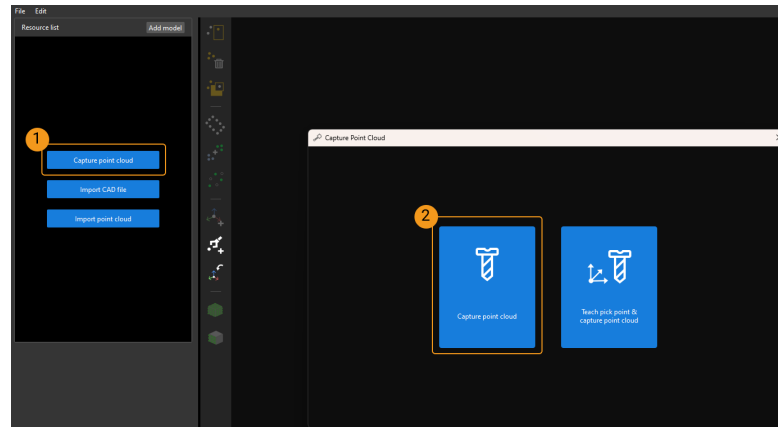 File Edit
Resource list Add model
1
Capture point cloud
Import CAD file
Import point cloud
Capture Point Cloud
2
Capture point cloud
Teach pick point &
capture point cloud